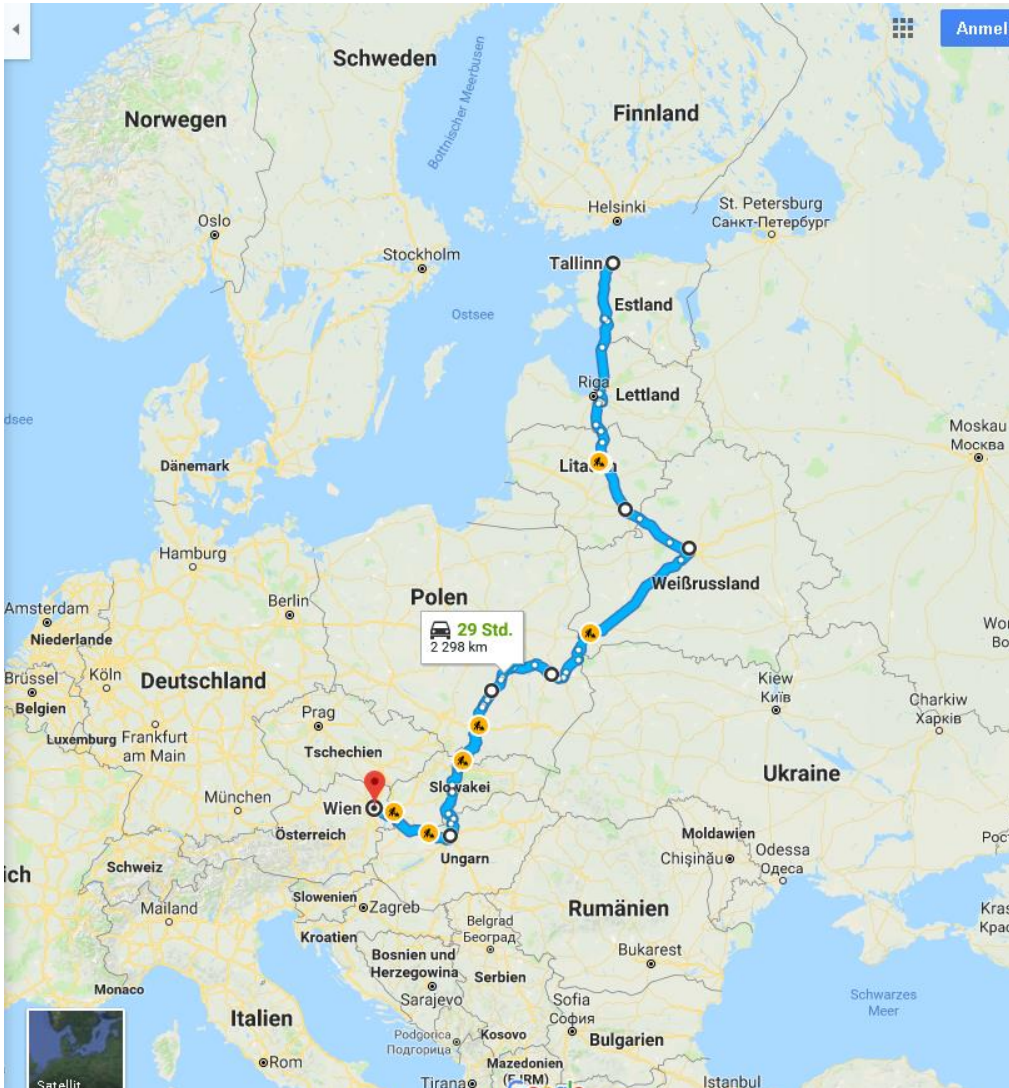 Anmel
Schweden
Norwegen
Finnland
Bottnischer Meerbusen
Helsinki
St. Petersburg
Санкт-Петербург
Oslo
Stockholm
Tallinn
Estland
Ostsee
Riga
Lettland
dsee
Moskau
Москва
Dänemark
Hamburg
Weißrussland
Polen
Berlin
Amsterdam
29 Std.
2 298 km
Niederlande
Brüssel
Köln
Deutschland
Belgien
Kiew
Київ
Charkiw
Харків
Prag
Luxemburg
Frankfurt
am Main
Tschechien
Ukraine
Slowakei
München
Wien
Österreich
Moldawien
Odessa
Одеса
Chișinău
Ungarn
Schweiz
ich
Slowenien
Mailand
Zagreb
Rumänien
Kroatien
Belgrad
Београд
Bosnien und
Herzegowina
Bukarest
Serbien
Monaco
Sarajevo
Sofia
София
Schwarzes
Meer
Italien
Podgorica
Подгорица
Kosovo
Bulgarien
Rom
Mazedonien
(EJRM)
Satellit
Tirana
Istanbul